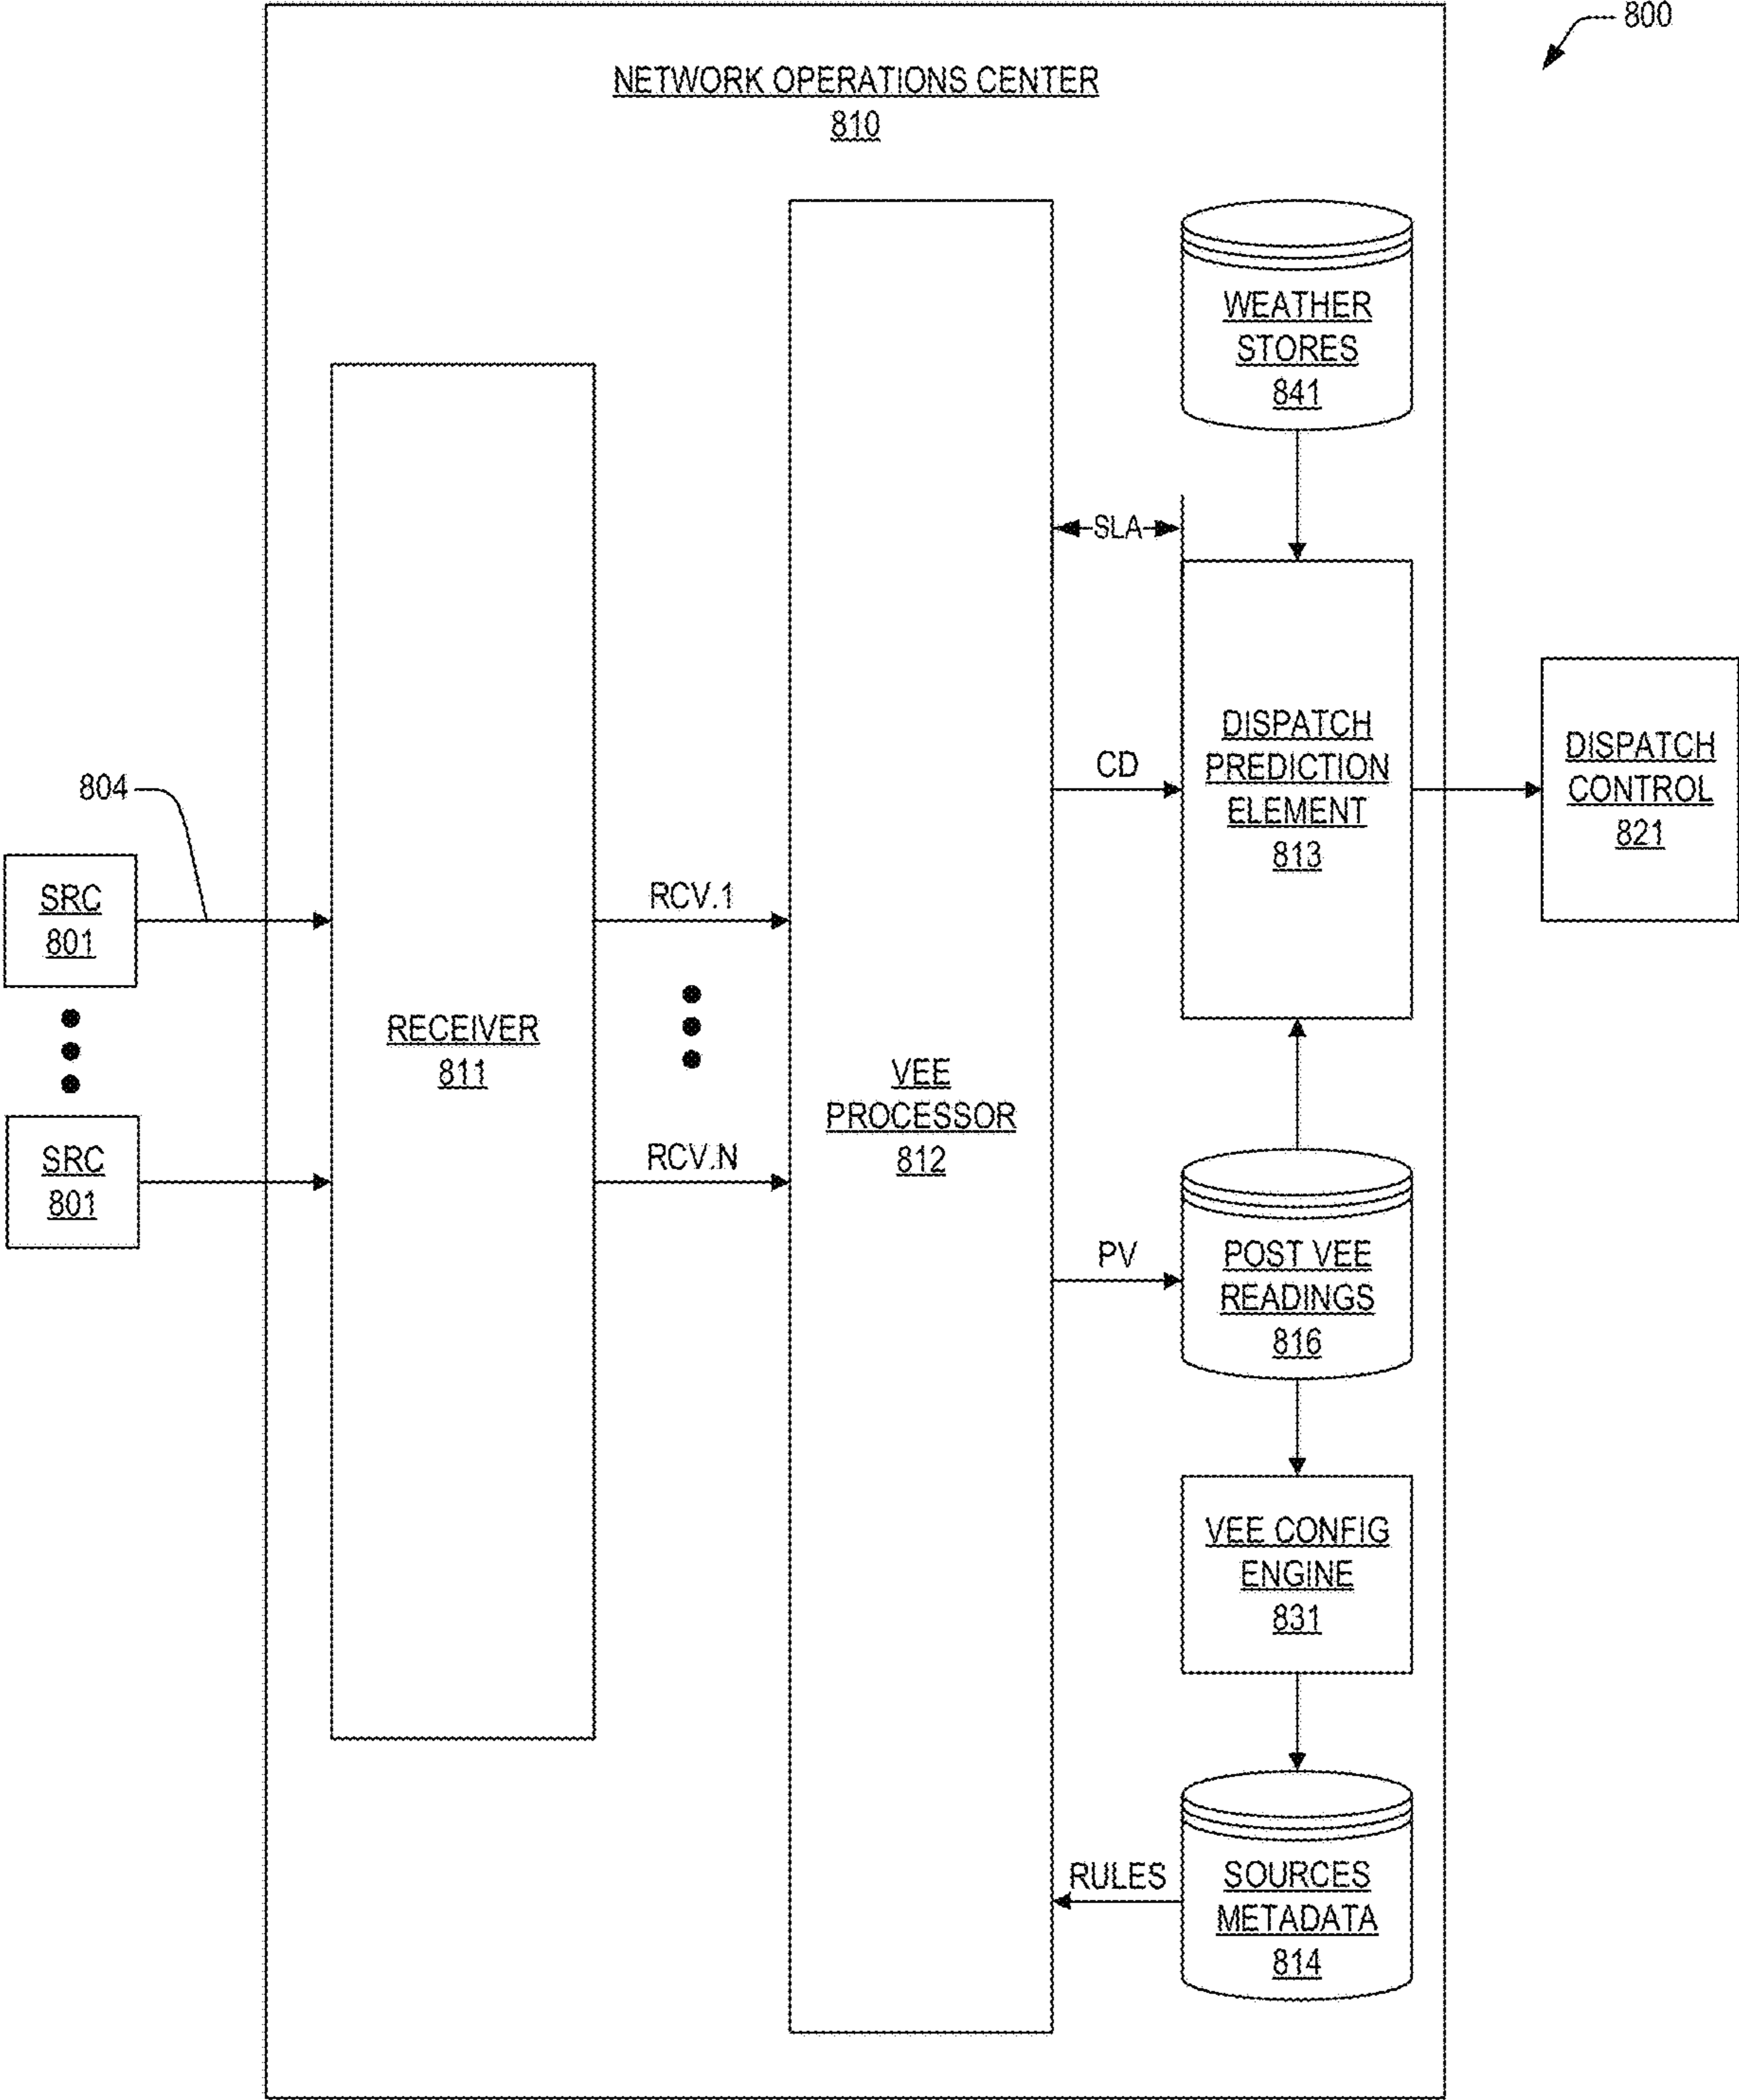 800
NETWORK OPERATIONS CENTER
810
WEATHER
STORES
841
SLA
DISPATCH
PREDICTION
ELEMENT
813
CD
DISPATCH
CONTROL
821
804
SRC
801
RCV.1
RECEIVER
811
VEE
PROCESSOR
812
SRC
801
RCV.N
PV
POST VEE
READINGS
816
VEE CONFIG
ENGINE
831
RULES
SOURCES
METADATA
814